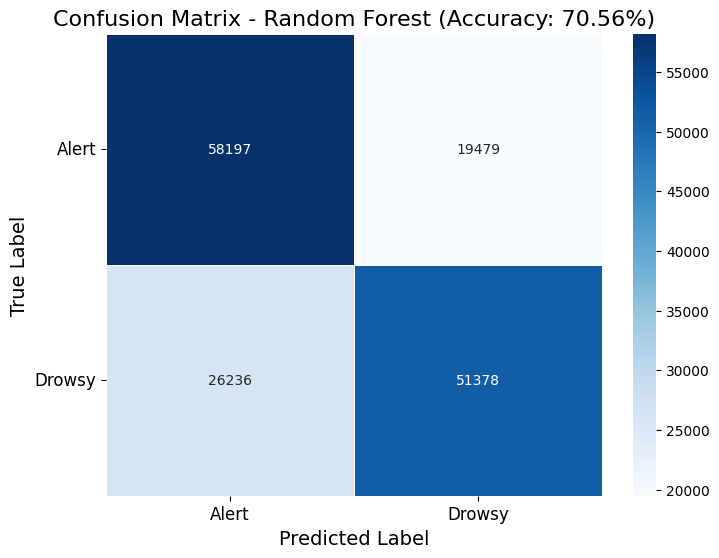 Confusion Matrix - Random Forest (Accuracy: 70.56%)
True Label
Alert
58197
19479
Drowsy
26236
51378
Alert
Drowsy
Predicted Label
55000
50000
45000
40000
35000
30000
25000
20000